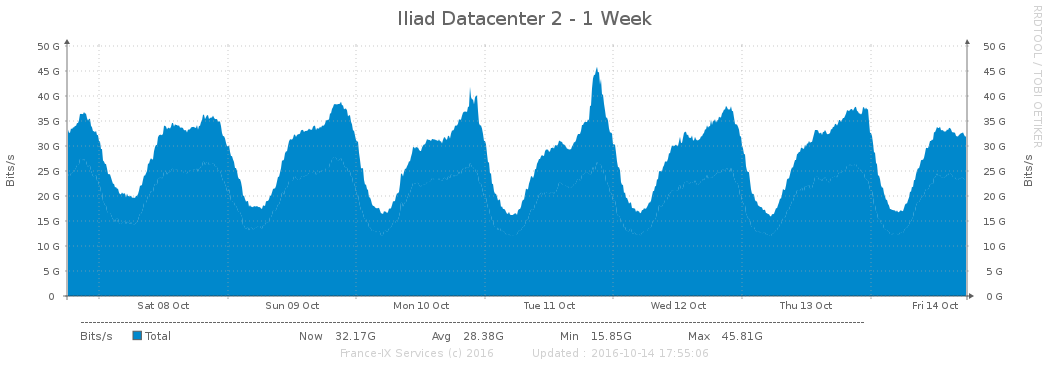 Iliad Datacenter 2 - 1 Week
RRDTOOL / TOBI OETIKER
Bits/s
Bits/s
50 G 50 G
45 G 45 G
40 G 40 G
35 G 35 G
30 G 30 G
25 G 25 G
20 G 20 G
15 G 15 G
10 G 10 G
5 G 5 G
0 0 G
Sat 08 Oct Sun 09 Oct Mon 10 Oct Tue 11 Oct Wed 12 Oct Thu 13 Oct Fri 14 Oct
Bits/s Total Now 32.17G Avg 28.38G Min 15.85G Max 45.81G
France-IX Services (c) 2016 Updated : 2016-10-14 17:55:06